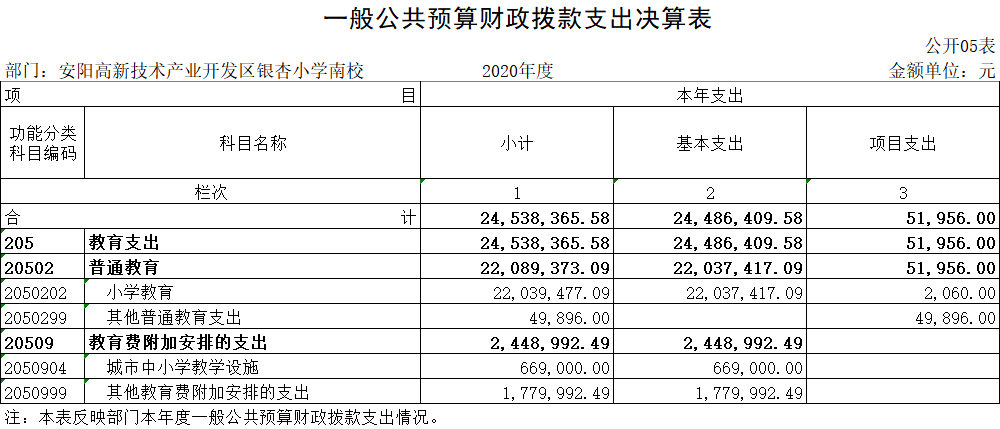 一般公共预算财政拨款支出决算表
公开05表
部门：安阳高新技术产业开发区银杏小学南校 2020年度 金额单位：元
项 目 本年支出
功能分类科目编码 科目名称 小计 基本支出 项目支出
栏次 1 2 3
合 计 24,538,365.58 24,486,409.58 51,956.00
205 教育支出 24,538,365.58 24,486,409.58 51,956.00
20502 普通教育 22,089,373.09 22,037,417.09 51,956.00
2050202 小学教育 22,039,477.09 22,037,417.09 2,060.00
2050299 其他普通教育支出 49,896.00 49,896.00
20509 教育费附加安排的支出 2,448,992.49 2,448,992.49
2050904 城市中小学教学设施 669,000.00 669,000.00
2050999 其他教育费附加安排的支出 1,779,992.49 1,779,992.49
注：本表反映部门本年度一般公共预算财政拨款支出情况。